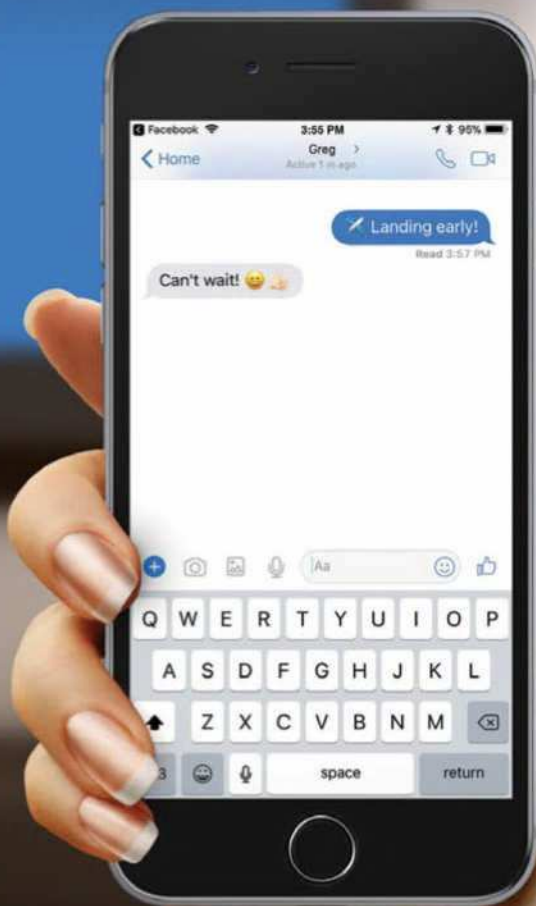 Facebook 3:55 PM 95%
Home Greg
Active 1 m ago
✈️ Landing early!
Read 3:57 PM
Can't wait! 😀 👍🏻
Aa
Q W E R T Y U I O P
A S D F G H J K L
Z X C V B N M
3 space return